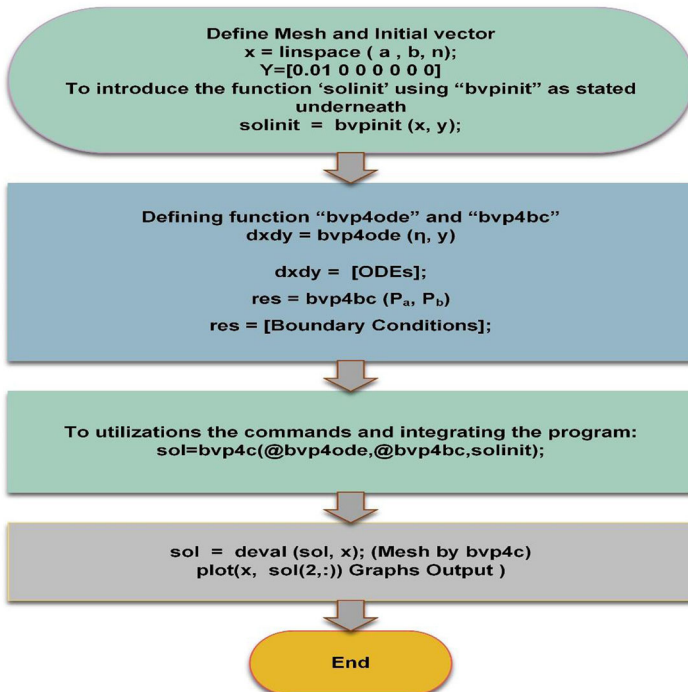 Define Mesh and Initial vector
x = linspace ( a , b, n);
Y=[0.01 0 0 0 0 0 0]
To introduce the function ‘solinit’ using “bvpinit” as stated
underneath
solinit = bvpinit (x, y);
Defining function “bvp4ode” and “bvp4bc”
dxdy = bvp4ode (η, y)
dxdy = [ODEs];
res = bvp4bc (Pa, Pb)
res = [Boundary Conditions];
To utilizations the commands and integrating the program:
sol=bvp4c(@bvp4ode,@bvp4bc,solinit);
sol = deval (sol, x); (Mesh by bvp4c)
plot(x, sol(2,:)) Graphs Output )
End